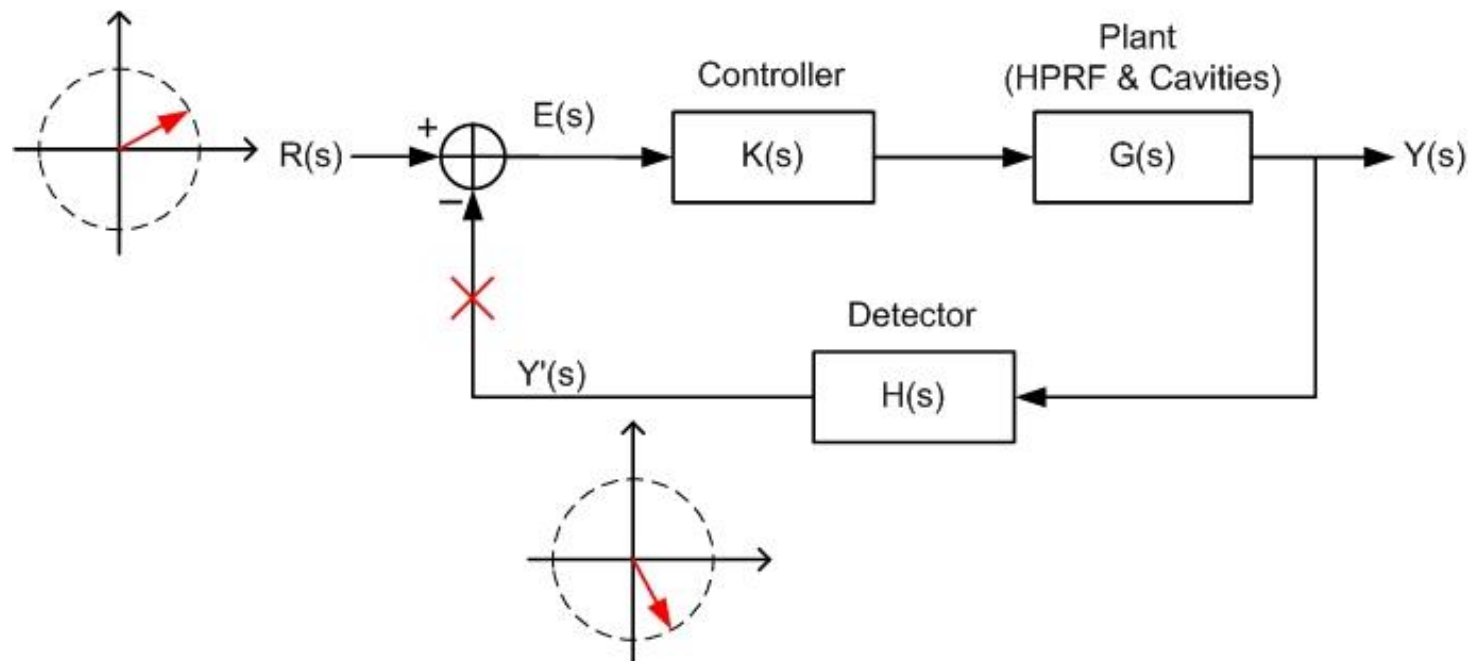 Plant
(HPRF & Cavities)
Controller
E(s)
+
R(s)
K(s)
G(s)
Y(s)
−
Detector
Y'(s)
H(s)